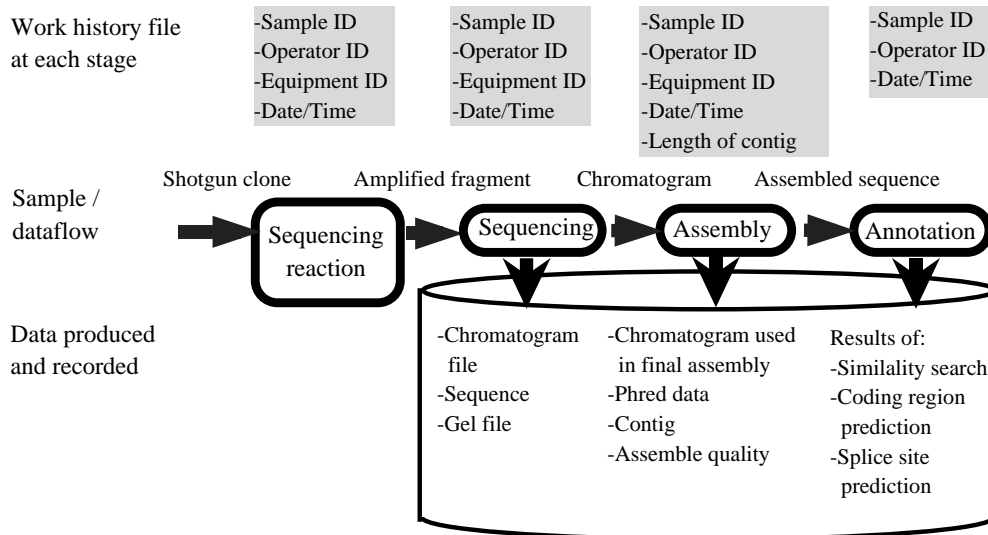 Work history file
at each stage
-Sample ID
-Operator ID
-Equipment ID
-Date/Time
-Sample ID
-Operator ID
-Equipment ID
-Date/Time
-Sample ID
-Operator ID
-Equipment ID
-Date/Time
-Length of contig
-Sample ID
-Operator ID
-Date/Time
Sample /
dataflow
Shotgun clone
Amplified fragment
Chromatogram
Assembled sequence
Sequencing
reaction
Sequencing
Assembly
Annotation
Data produced
and recorded
-Chromatogram
file
-Sequence
-Gel file
-Chromatogram used
in final assembly
-Phred data
-Contig
-Assemble quality
Results of:
-Similality search
-Coding region
prediction
-Splice site
prediction